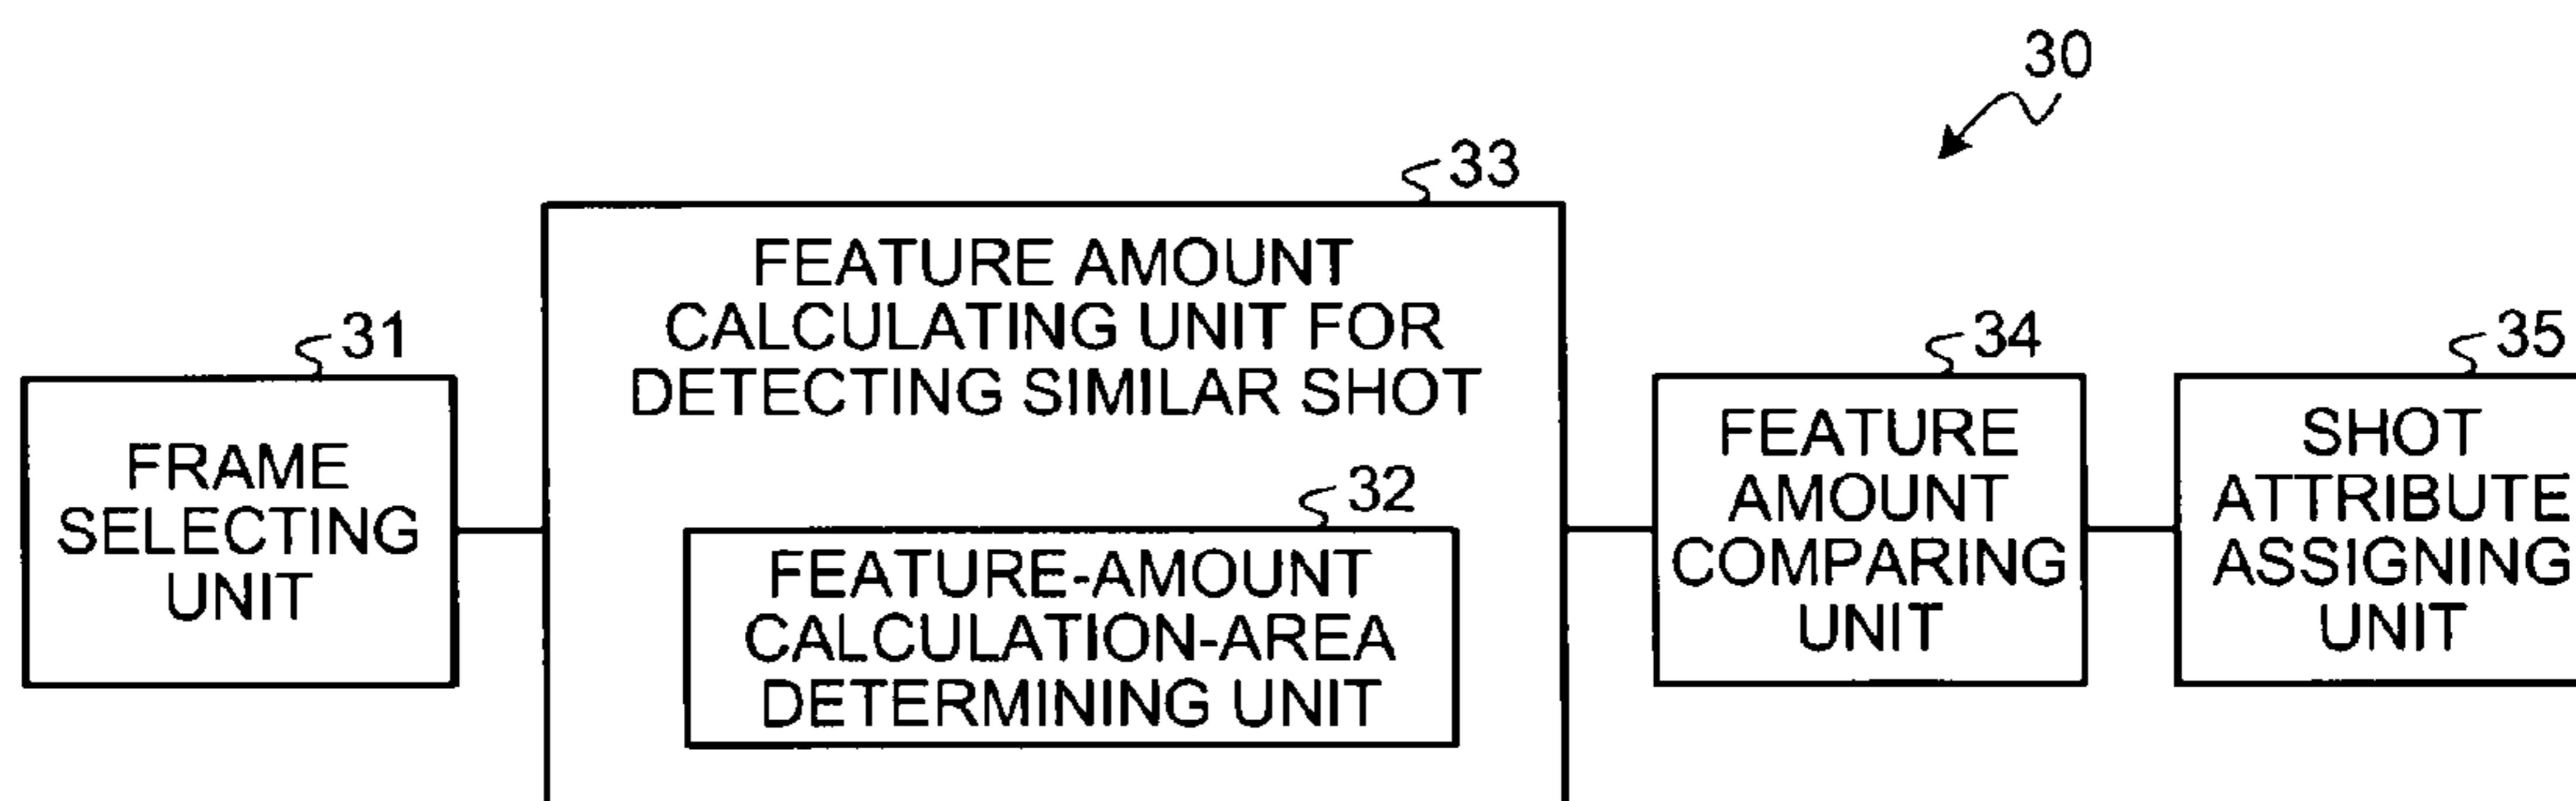 30
33
FEATURE AMOUNT
CALCULATING UNIT FOR
DETECTING SIMILAR SHOT
31
FRAME
SELECTING
UNIT
32
FEATURE-AMOUNT
CALCULATION-AREA
DETERMINING UNIT
34
FEATURE
AMOUNT
COMPARING
UNIT
35
SHOT
ATTRIBUTE
ASSIGNING
UNIT